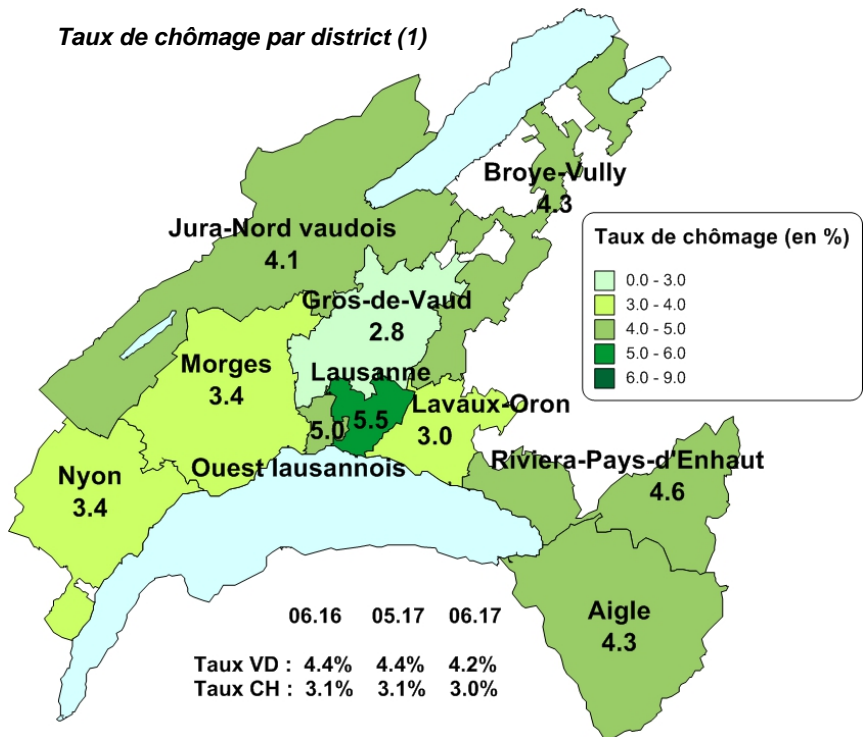 Taux de chômage par district (1)
Broye-Vully
4.3
Jura-Nord vaudois
4.1
Taux de chômage (en %)
0.0 - 3.0
3.0 - 4.0
4.0 - 5.0
5.0 - 6.0
6.0 - 9.0
Gros-de-Vaud
2.8
Morges
3.4
Lausanne
5.5
5.0
Lavaux-Oron
3.0
Ouest lausannois
Riviera-Pays-d'Enhaut
4.6
Nyon
3.4
Aigle
4.3
06.16 05.17 06.17
Taux VD : 4.4% 4.4% 4.2%
Taux CH : 3.1% 3.1% 3.0%